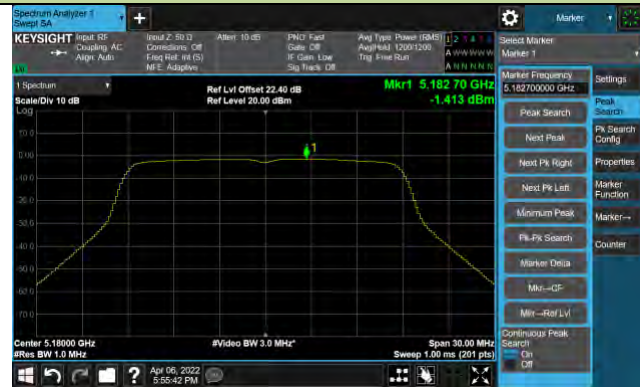 Spectrum Analyzer 1
Swept SA
+
Marker
KEYSIGHT
Input: RF
Coupling: AC
Align: Auto
Input Z: 50 Ω
Corrections: Off
Freq Ref: Int (S)
NFE: Adaptive
Atten: 10 dB
PNO: Fast
Gate: Off
IF Gain: Low
Sig Track: Off
Avg Type: Power (RMS)
Avg|Hold: 1200/1200
Trig: Free Run
A WWWWW
A NNNNN
Select Marker
Marker 1
1 Spectrum
Scale/Div 10 dB
Log
Ref Lvl Offset 22.40 dB
Ref Level 20.00 dBm
Mkr1 5.182 70 GHz
-1.413 dBm
1
10.0
0.00
-10.0
-20.0
-30.0
-40.0
-50.0
-60.0
-70.0
Center 5.18000 GHz
#Res BW 1.0 MHz
#Video BW 3.0 MHz*
Span 30.00 MHz
Sweep 1.00 ms (201 pts)
Marker Frequency
5.182700000 GHz
Peak Search
Next Peak
Next Pk Right
Next Pk Left
Minimum Peak
Pk-Pk Search
Marker Delta
Mkr→CF
Mkr→Ref Lvl
Continuous Peak
Search
On
Off
Settings
Peak
Search
Pk Search
Config
Properties
Marker
Function
Marker→
Counter
?
Apr 06, 2022
5:55:42 PM